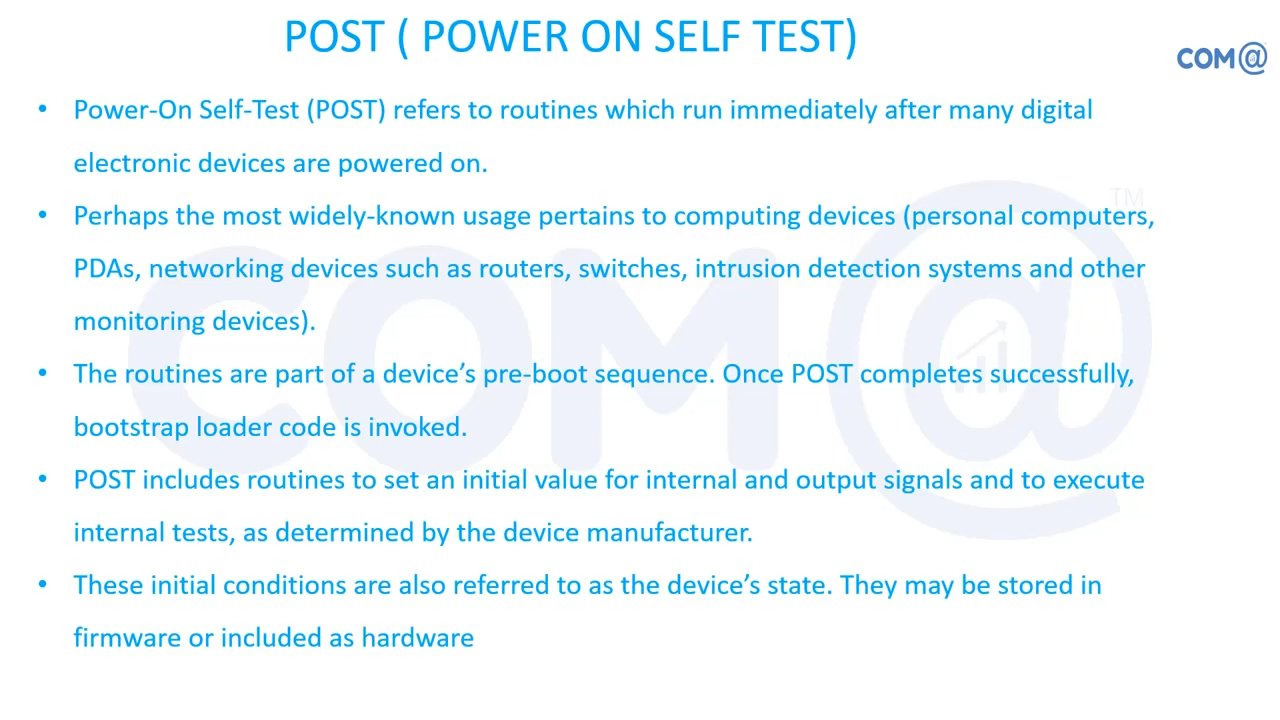 POST ( POWER ON SELF TEST)
COM@
• Power-On Self-Test (POST) refers to routines which run immediately after many digital
electronic devices are powered on.
• Perhaps the most widely-known usage pertains to computing devices (personal computers,
PDAs, networking devices such as routers, switches, intrusion detection systems and other
monitoring devices).
• The routines are part of a device’s pre-boot sequence. Once POST completes successfully,
bootstrap loader code is invoked.
• POST includes routines to set an initial value for internal and output signals and to execute
internal tests, as determined by the device manufacturer.
• These initial conditions are also referred to as the device’s state. They may be stored in
firmware or included as hardware
COM@ TM